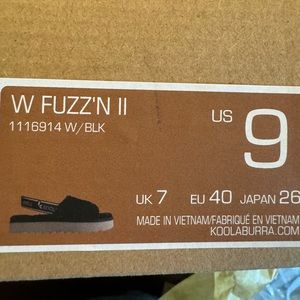 W FUZZ'N II
1116914 W/BLK
US 9
UK 7 EU 40 JAPAN 26
MADE IN VIETNAM/FABRIQUÉ EN VIETNAM
KOOLABURRA.COM